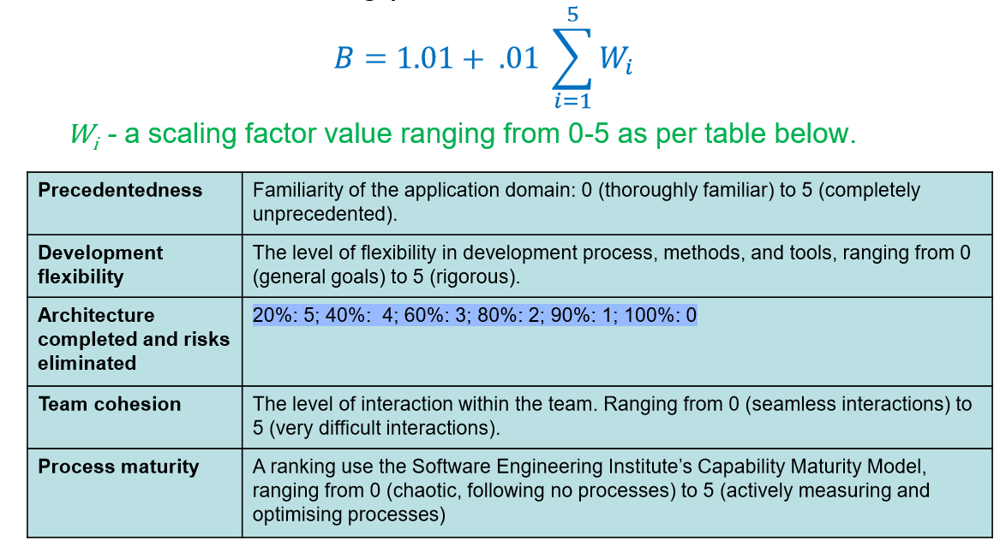 5
B = 1.01 + .01 ∑ Wᵢ
i=1
Wᵢ - a scaling factor value ranging from 0-5 as per table below.
Precedentedness
Familiarity of the application domain: 0 (thoroughly familiar) to 5 (completely
unprecedented).
Development
flexibility
The level of flexibility in development process, methods, and tools, ranging from 0
(general goals) to 5 (rigorous).
Architecture
completed and risks
eliminated
20%: 5; 40%:  4; 60%: 3; 80%: 2; 90%: 1; 100%: 0
Team cohesion
The level of interaction within the team. Ranging from 0 (seamless interactions) to
5 (very difficult interactions).
Process maturity
A ranking use the Software Engineering Institute’s Capability Maturity Model,
ranging from 0 (chaotic, following no processes) to 5 (actively measuring and
optimising processes)